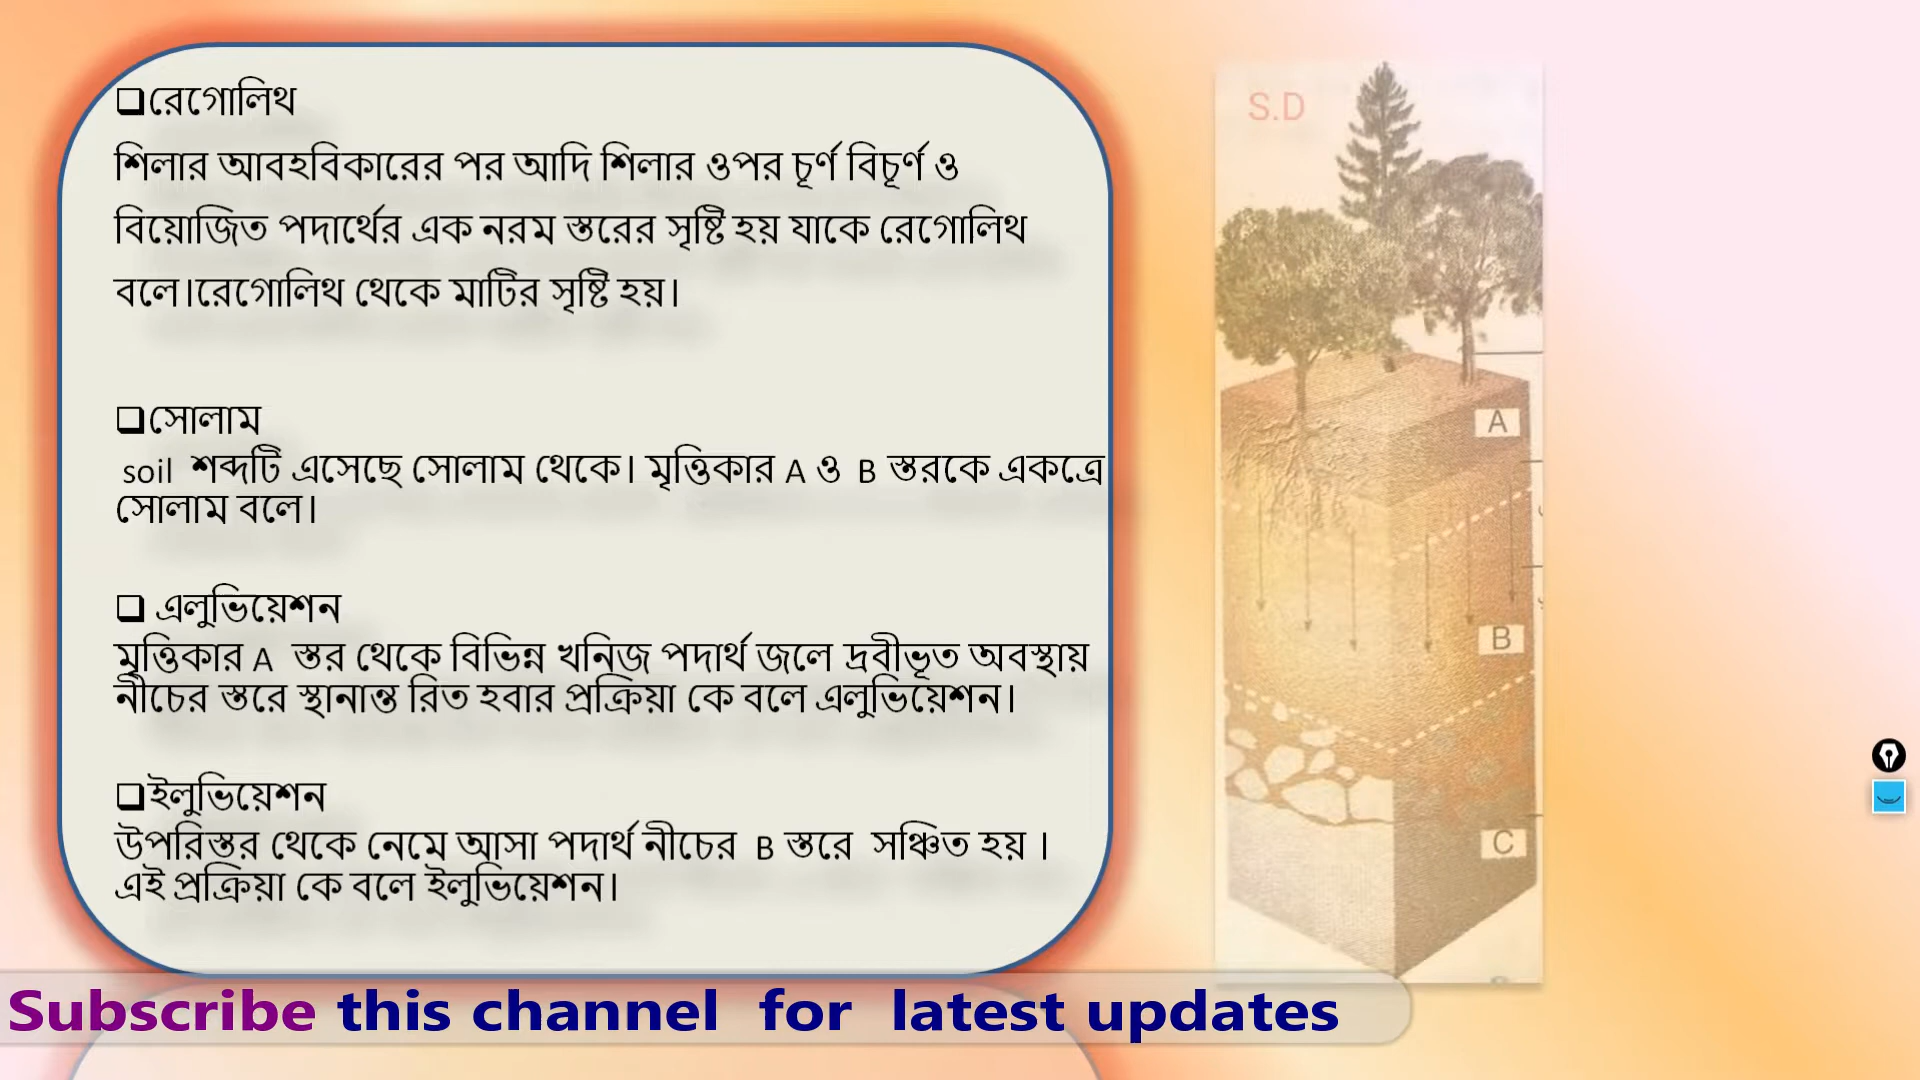 ❑রেগোলিথ
শিলার আবহবিকারের পর আদি শিলার ওপর চূর্ণ বিচূর্ণ ও
বিয়োজিত পদার্থের এক নরম স্তরের সৃষ্টি হয় যাকে রেগোলিথ
বলে।রেগোলিথ থেকে মাটির সৃষ্টি হয়।
❑সোলাম
soil শব্দটি এসেছে সোলাম থেকে। মৃত্তিকার A ও B স্তরকে একত্রে
সোলাম বলে।
❑ এলুভিয়েশন
মৃত্তিকার A স্তর থেকে বিভিন্ন খনিজ পদার্থ জলে দ্রবীভূত অবস্থায়
নীচের স্তরে স্থানান্ত রিত হবার প্রক্রিয়া কে বলে এলুভিয়েশন।
❑ইলুভিয়েশন
উপরিস্তর থেকে নেমে আসা পদার্থ নীচের B স্তরে সঞ্চিত হয় ।
এই প্রক্রিয়া কে বলে ইলুভিয়েশন।
S.D
A
B
C
Subscribe this channel for latest updates